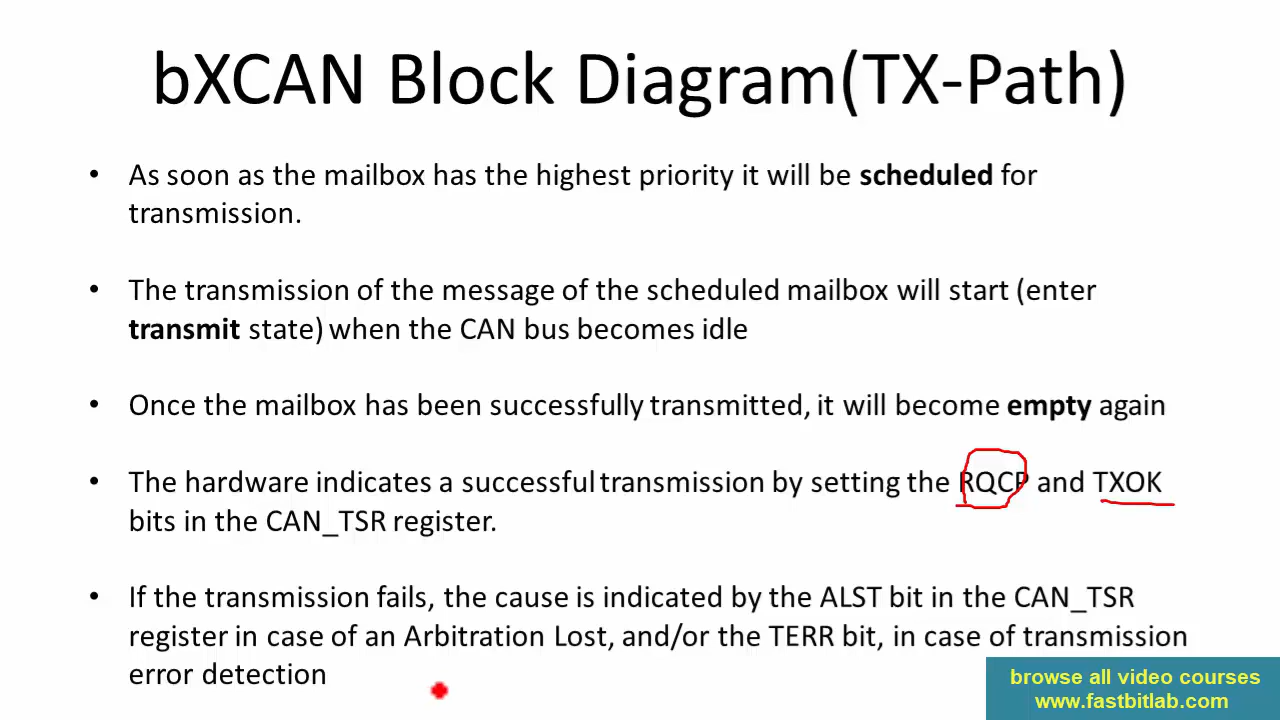 bXCAN Block Diagram(TX-Path)
• As soon as the mailbox has the highest priority it will be scheduled for
transmission.
• The transmission of the message of the scheduled mailbox will start (enter
transmit state) when the CAN bus becomes idle
• Once the mailbox has been successfully transmitted, it will become empty again
• The hardware indicates a successful transmission by setting the RQCP and TXOK
bits in the CAN_TSR register.
• If the transmission fails, the cause is indicated by the ALST bit in the CAN_TSR
register in case of an Arbitration Lost, and/or the TERR bit, in case of transmission
error detection
browse all video courses
www.fastbitlab.com